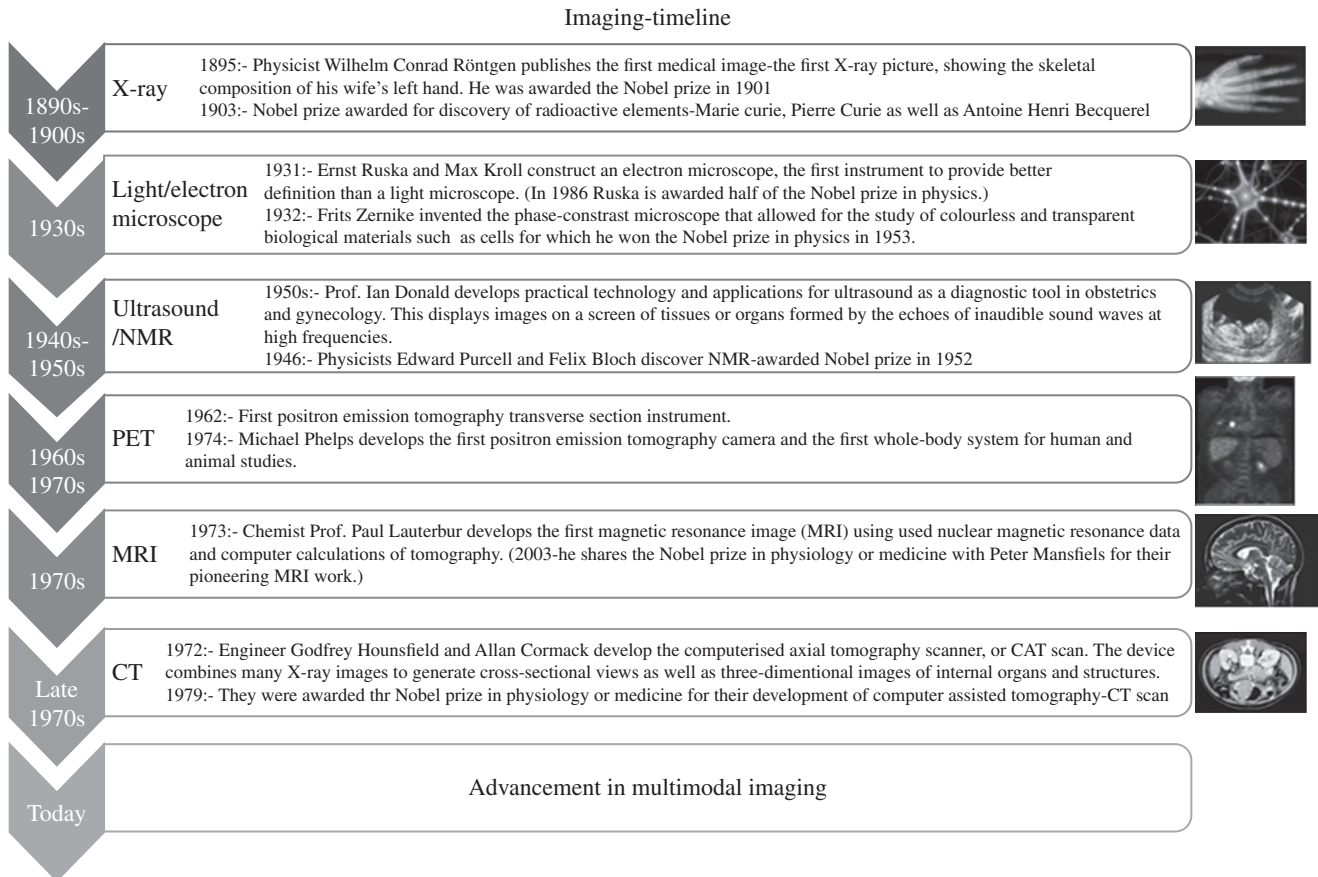 Imaging-timeline
1890s-
1900s
X-ray
1895:- Physicist Wilhelm Conrad Röntgen publishes the first medical image-the first X-ray picture, showing the skeletal
composition of his wife's left hand. He was awarded the Nobel prize in 1901
1903:- Nobel prize awarded for discovery of radioactive elements-Marie curie, Pierre Curie as well as Antoine Henri Becquerel
1930s
Light/electron
microscope
1931:- Ernst Ruska and Max Kroll construct an electron microscope, the first instrument to provide better
definition than a light microscope. (In 1986 Ruska is awarded half of the Nobel prize in physics.)
1932:- Frits Zernike invented the phase-constrast microscope that allowed for the study of colourless and transparent
biological materials such as cells for which he won the Nobel prize in physics in 1953.
1940s-
1950s
Ultrasound
/NMR
1950s:- Prof. Ian Donald develops practical technology and applications for ultrasound as a diagnostic tool in obstetrics
and gynecology. This displays images on a screen of tissues or organs formed by the echoes of inaudible sound waves at
high frequencies.
1946:- Physicists Edward Purcell and Felix Bloch discover NMR-awarded Nobel prize in 1952
1960s
1970s
PET
1962:- First positron emission tomography transverse section instrument.
1974:- Michael Phelps develops the first positron emission tomography camera and the first whole-body system for human and
animal studies.
1970s
MRI
1973:- Chemist Prof. Paul Lauterbur develops the first magnetic resonance image (MRI) using used nuclear magnetic resonance data
and computer calculations of tomography. (2003-he shares the Nobel prize in physiology or medicine with Peter Mansfiels for their
pioneering MRI work.)
Late
1970s
CT
1972:- Engineer Godfrey Hounsfield and Allan Cormack develop the computerised axial tomography scanner, or CAT scan. The device
combines many X-ray images to generate cross-sectional views as well as three-dimentional images of internal organs and structures.
1979:- They were awarded thr Nobel prize in physiology or medicine for their development of computer assisted tomography-CT scan
Today
Advancement in multimodal imaging